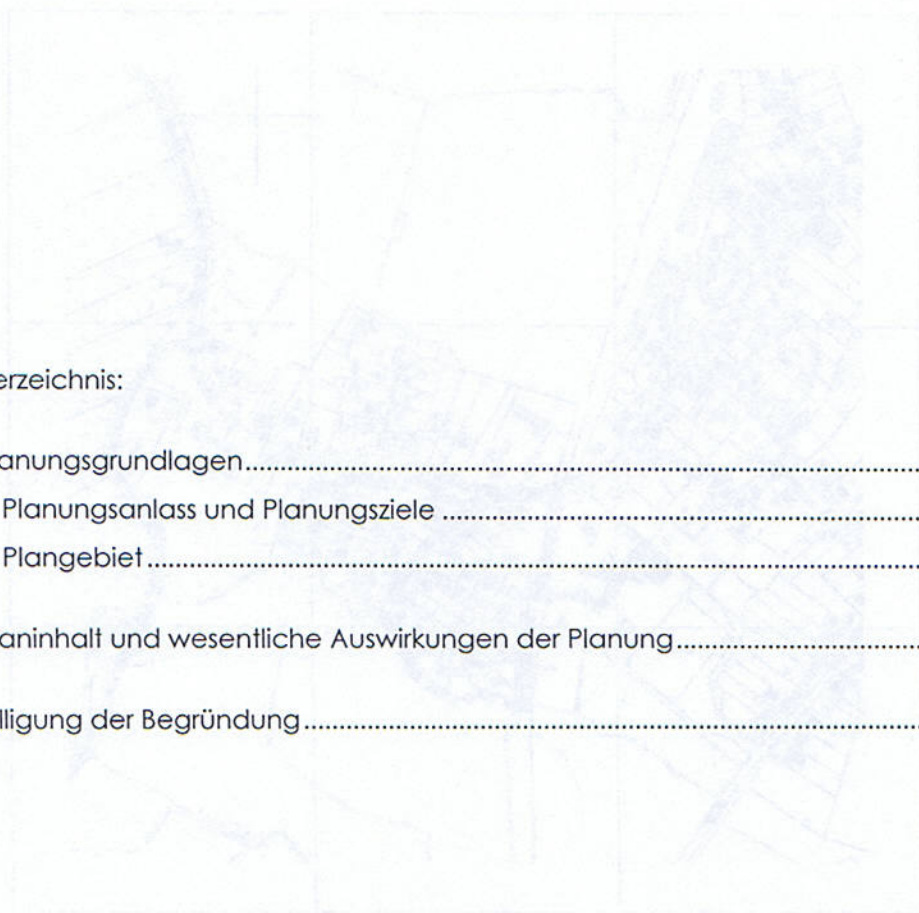 erzeichnis:
anungsgrundlagen...............................................................................................
Planungsanlass und Planungsziele .....................................................................
Plangebiet.............................................................................................................
aninhalt und wesentliche Auswirkungen der Planung...................................
lligung der Begründung.......................................................................................